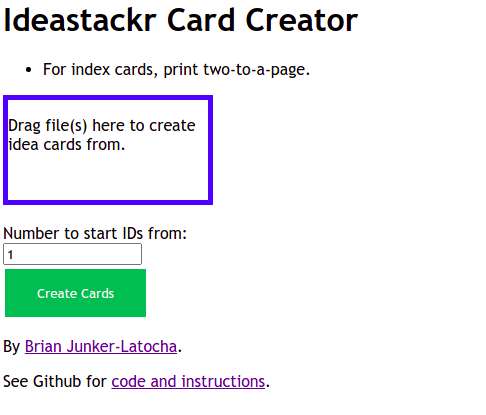 Ideastackr Card Creator
• For index cards, print two-to-a-page.
Drag file(s) here to create
idea cards from.
Number to start IDs from:
1
Create Cards
By Brian Junker-Latocha.
See Github for code and instructions.